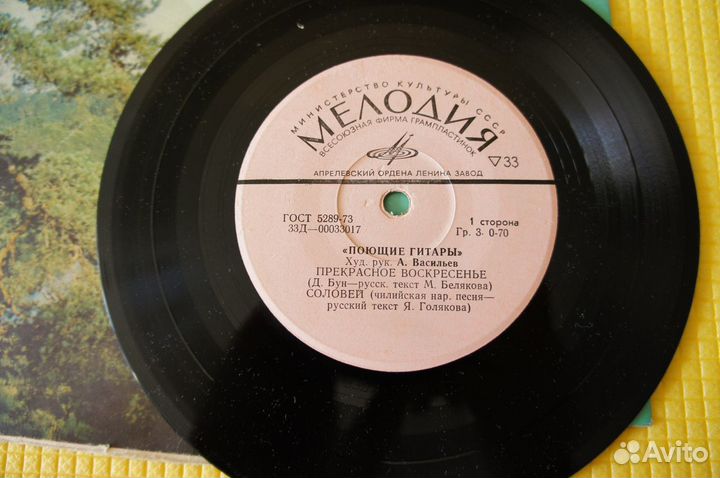 МИНИСТЕРСТВО КУЛЬТУРЫ СССР
МЕЛОДИЯ
ВСЕСОЮЗНАЯ ФИРМА ГРАМПЛАСТИНОК
▽33
АПРЕЛЕВСКИЙ ОРДЕНА ЛЕНИНА ЗАВОД
ГОСТ 5289-73
33Д—00033017
1 сторона
Гр. 3. 0-70
«ПОЮЩИЕ ГИТАРЫ»
Худ. рук. А. Васильев
ПРЕКРАСНОЕ ВОСКРЕСЕНЬЕ
(Д. Бун—русск. текст М. Белякова)
СОЛОВЕЙ (чилийская нар. песня—
русский текст Я. Голякова)
Avito